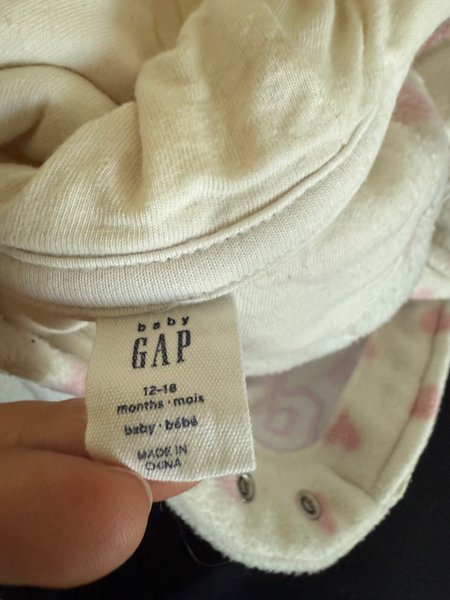 baby
GAP
12-18
months · mois
baby · bébé
MADE IN
CHINA